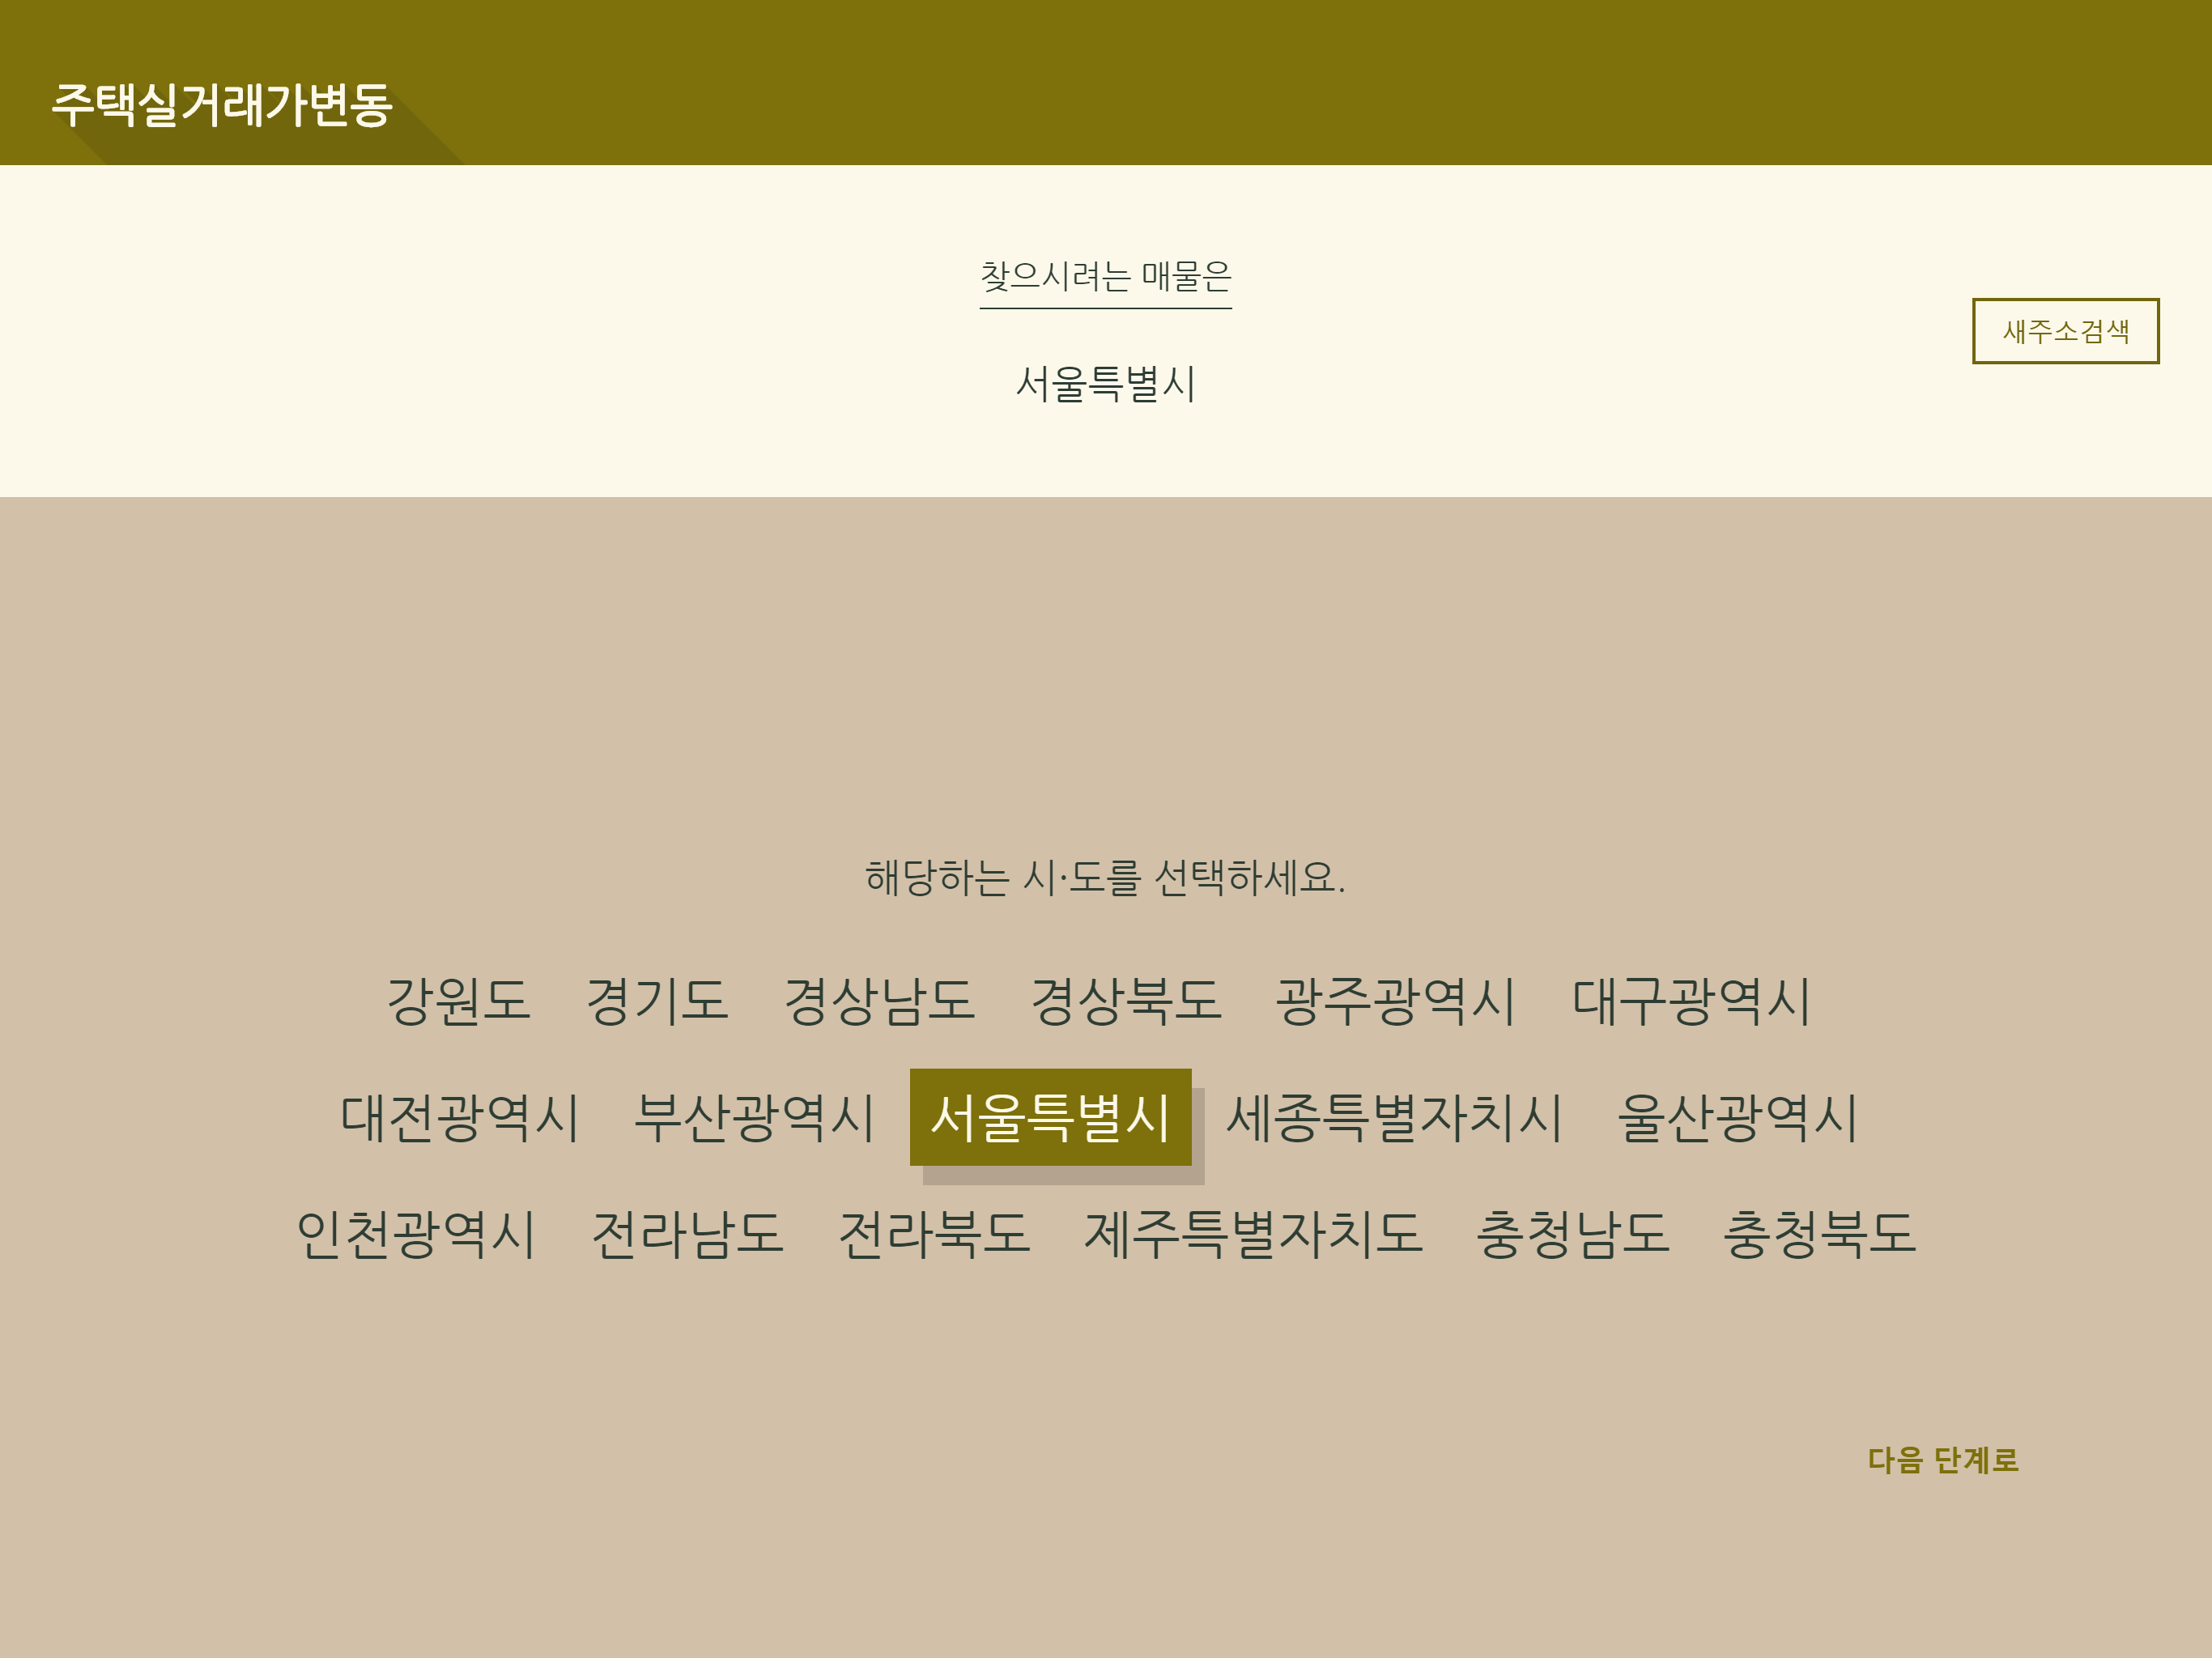 주택실거래가변동
찾으시려는 매물은
새주소검색
서울특별시
해당하는 시·도를 선택하세요.
강원도 경기도 경상남도 경상북도 광주광역시 대구광역시
대전광역시 부산광역시 서울특별시 세종특별자치시 울산광역시
인천광역시 전라남도 전라북도 제주특별자치도 충청남도 충청북도
다음 단계로